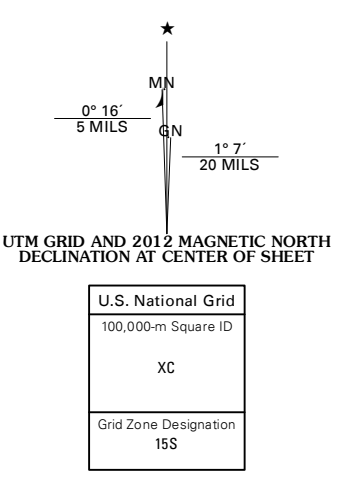 ★
MN
0° 16´
5 MILS
GN
1° 7´
20 MILS
UTM GRID AND 2012 MAGNETIC NORTH
DECLINATION AT CENTER OF SHEET
U.S. National Grid
100,000-m Square ID
XC
Grid Zone Designation
15S